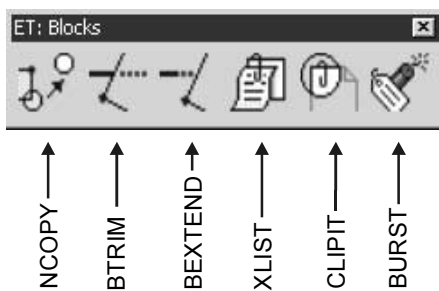 ET: Blocks
NCOPY
BTRIM
BEXTEND
XLIST
CLIPIT
BURST